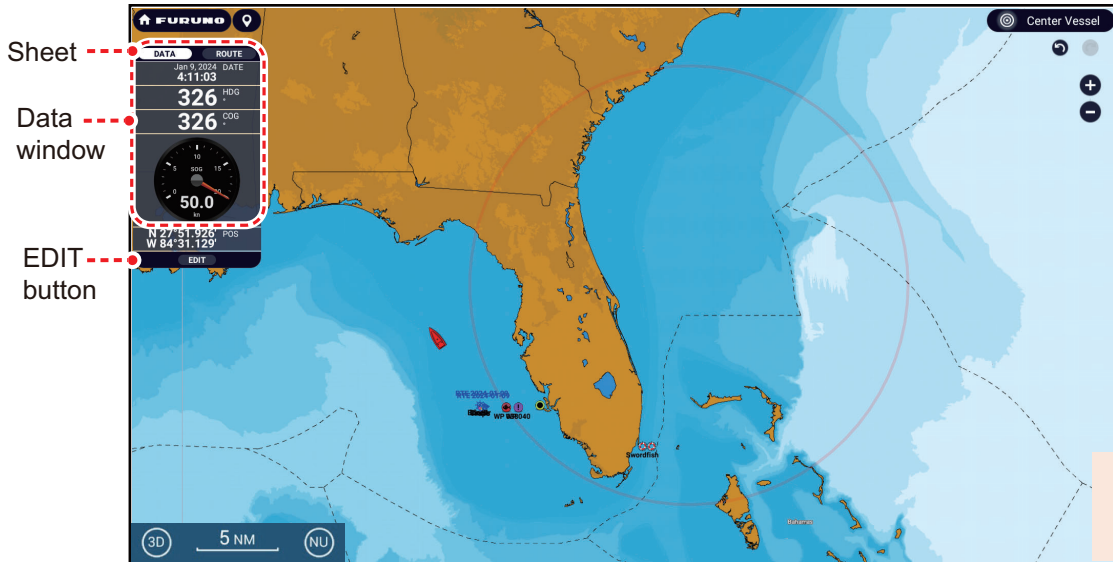 FURUNO
Center Vessel
Sheet
DATA ROUTE
Jan 9, 2024 DATE
4:11:03
326 HDG
°
Data
window
326 COG
°
10
5 SOG 15
0 20
50.0
kn
N 27°51.926' POS
W 84°31.129'
EDIT
button
EDIT
Swordfish
Bahamas
3D 5 NM NU